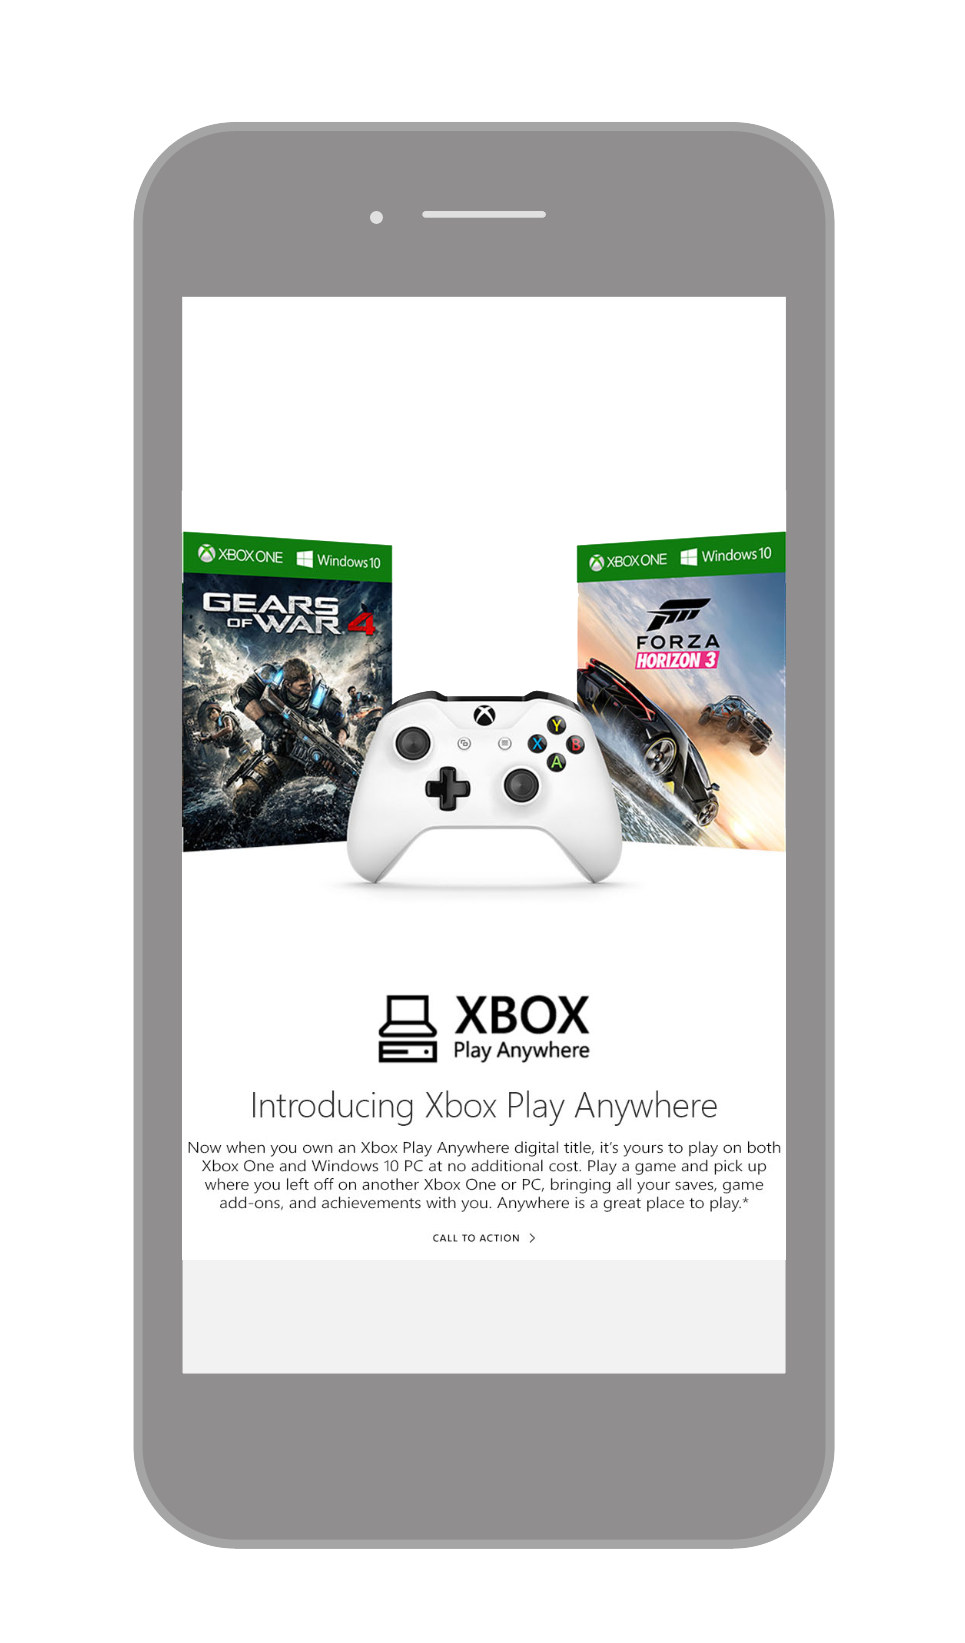 XBOX ONE Windows 10
GEARS
OF WAR 4
XBOX ONE Windows 10
FORZA
HORIZON 3
Y
X B
A
XBOX
Play Anywhere
Introducing Xbox Play Anywhere
Now when you own an Xbox Play Anywhere digital title, it's yours to play on both
Xbox One and Windows 10 PC at no additional cost. Play a game and pick up
where you left off on another Xbox One or PC, bringing all your saves, game
add-ons, and achievements with you. Anywhere is a great place to play.*
CALL TO ACTION >